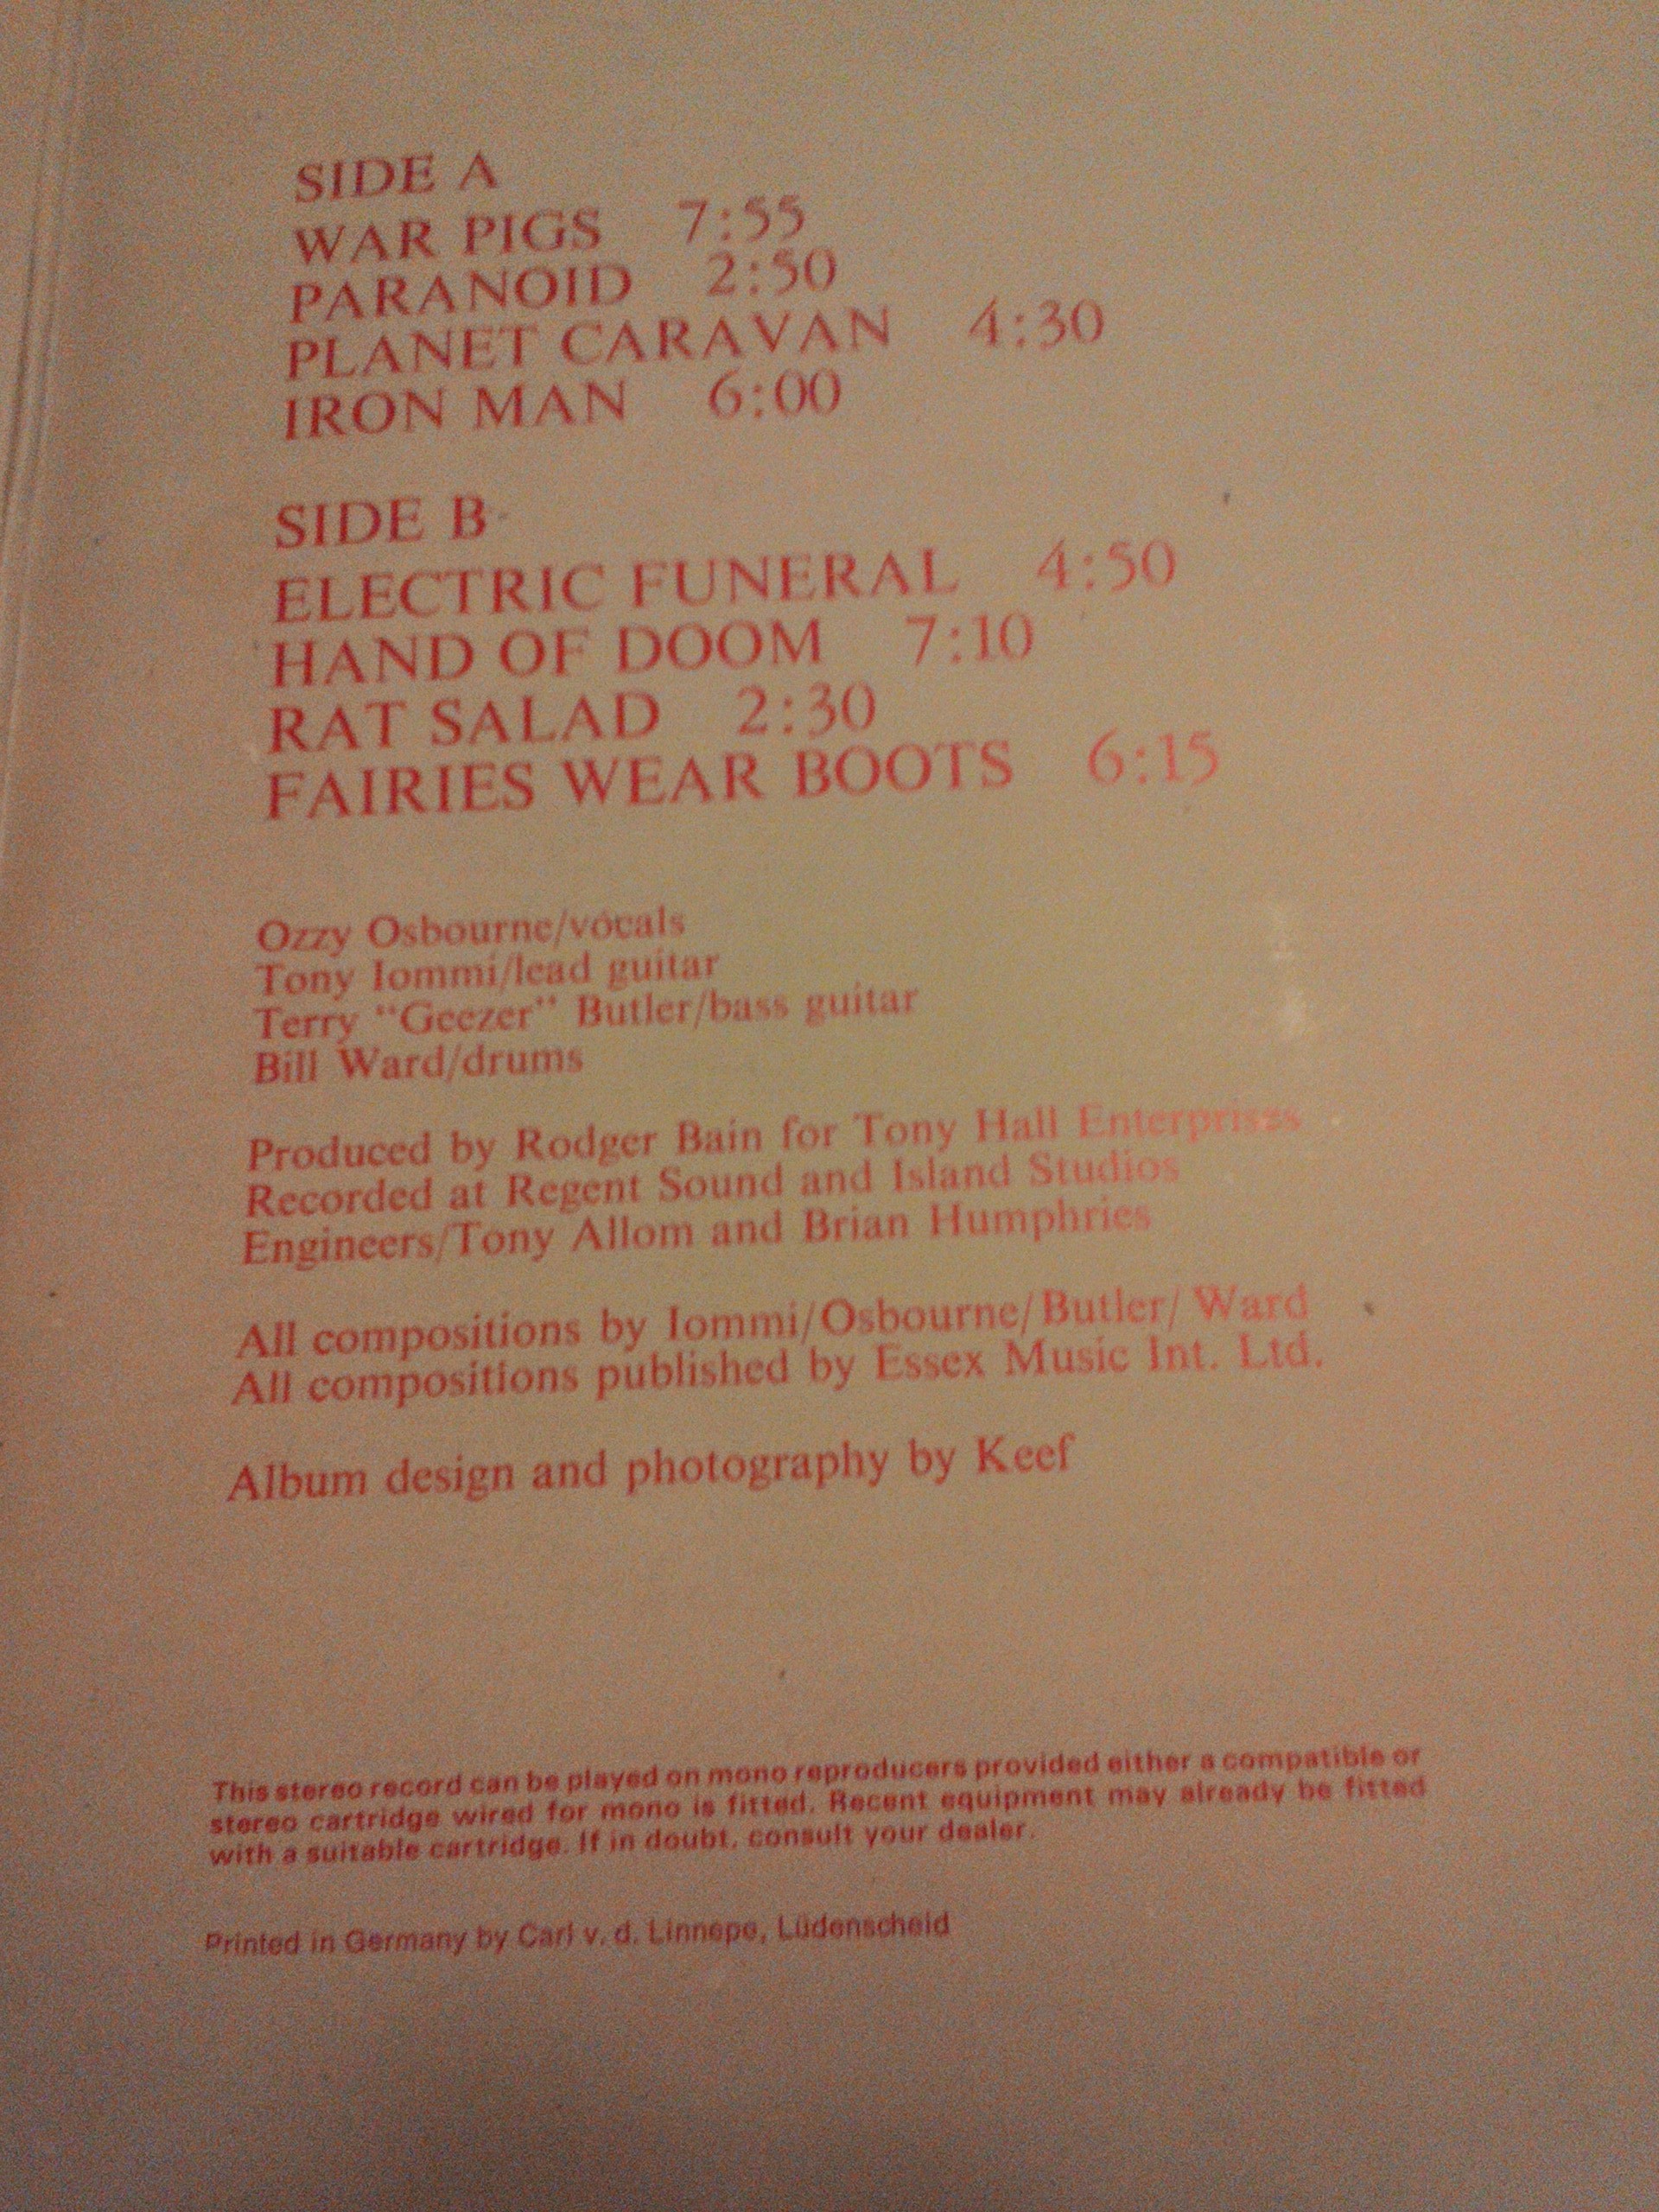 SIDE A
WAR PIGS 7:55
PARANOID 2:50
PLANET CARAVAN 4:30
IRON MAN 6:00
SIDE B
ELECTRIC FUNERAL 4:50
HAND OF DOOM 7:10
RAT SALAD 2:30
FAIRIES WEAR BOOTS 6:15
Ozzy Osbourne/vocals
Tony Iommi/lead guitar
Terry "Geezer" Butler/bass guitar
Bill Ward/drums
Produced by Rodger Bain for Tony Hall Enterprises
Recorded at Regent Sound and Island Studios
Engineers/Tony Allom and Brian Humphries
All compositions by Iommi/Osbourne/Butler/Ward
All compositions published by Essex Music Int. Ltd.
Album design and photography by Keef
This stereo record can be played on mono reproducers provided either a compatible or
stereo cartridge wired for mono is fitted. Recent equipment may already be fitted
with a suitable cartridge. If in doubt, consult your dealer.
Printed in Germany by Carl v. d. Linnepe, Lüdenscheid